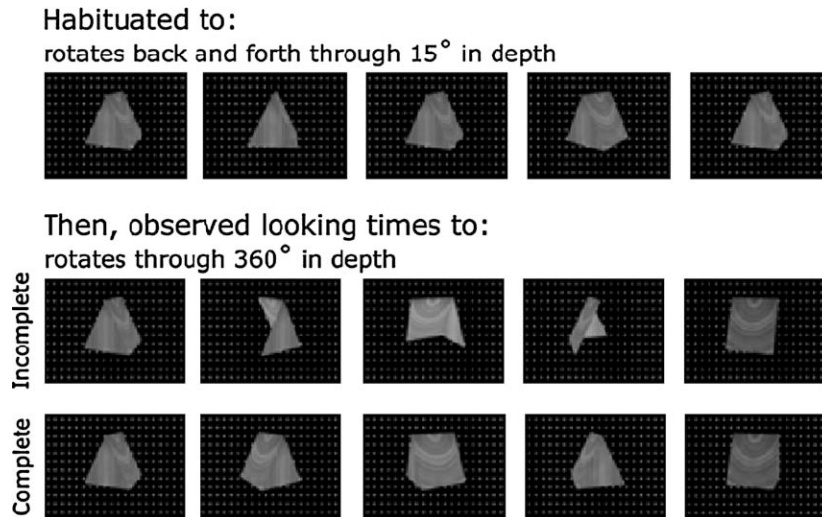 Habituated to:
rotates back and forth through 15° in depth
Then, observed looking times to:
rotates through 360° in depth
Incomplete
Complete